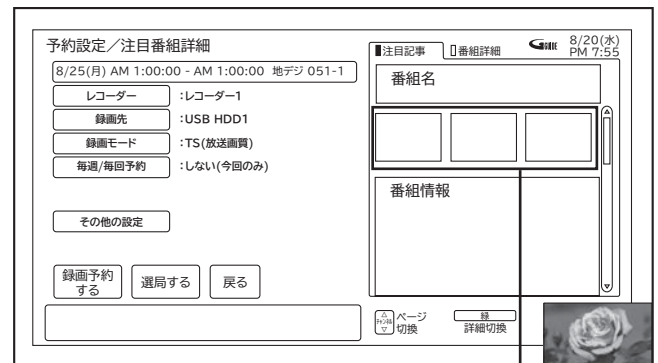 予約設定／注目番組詳細
注目記事 番組詳細 GGUIDE 8/20(水)
PM 7:55
8/25(月) AM 1:00:00 - AM 1:00:00 地デジ 051-1
番組名
レコーダー :レコーダー1
録画先 :USB HDD1
録画モード :TS(放送画質)
毎週/毎回予約 :しない(今回のみ)
番組情報
その他の設定
録画予約
する
選局する
戻る
△
チャンネル
▽
ページ
切換
緑
詳細切換